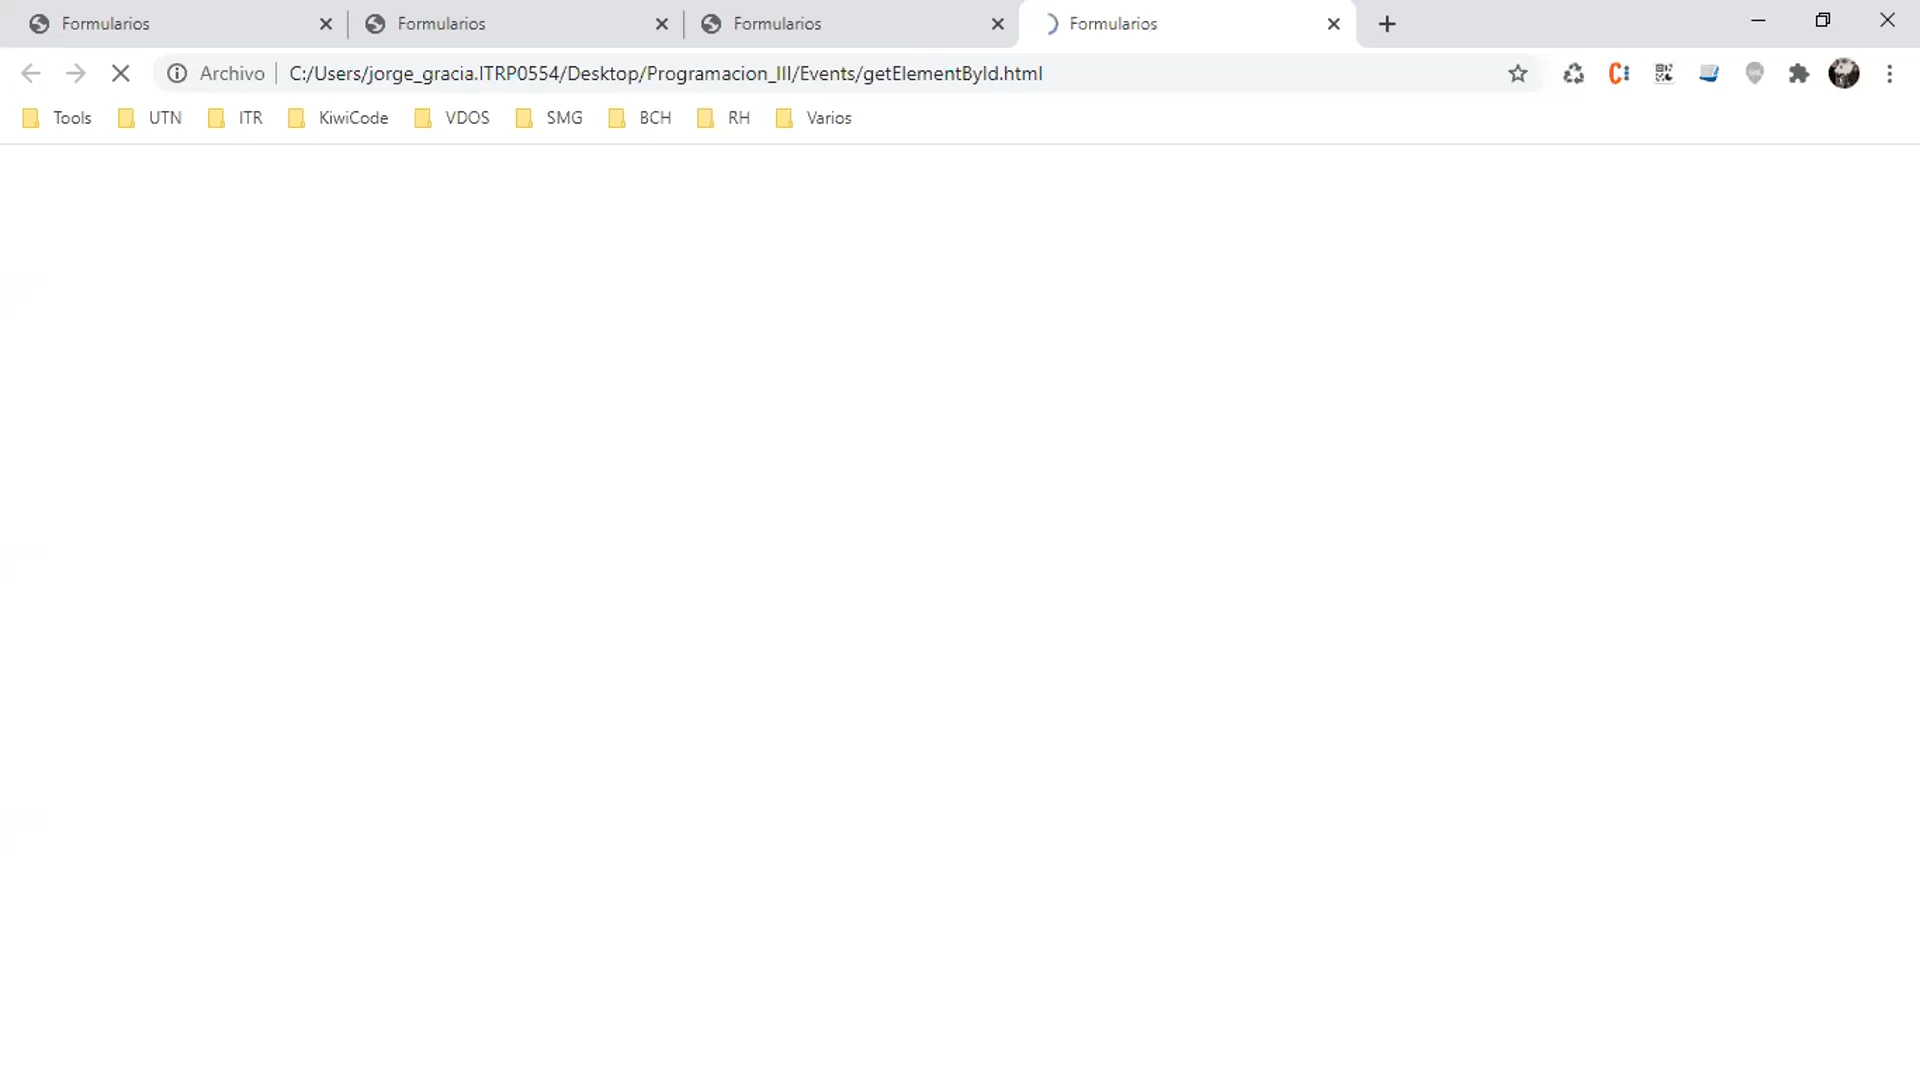 Formularios Formularios Formularios Formularios
Archivo C:/Users/jorge_gracia.ITRP0554/Desktop/Programacion_III/Events/getElementById.html
Tools UTN ITR KiwiCode VDOS SMG BCH RH Varios